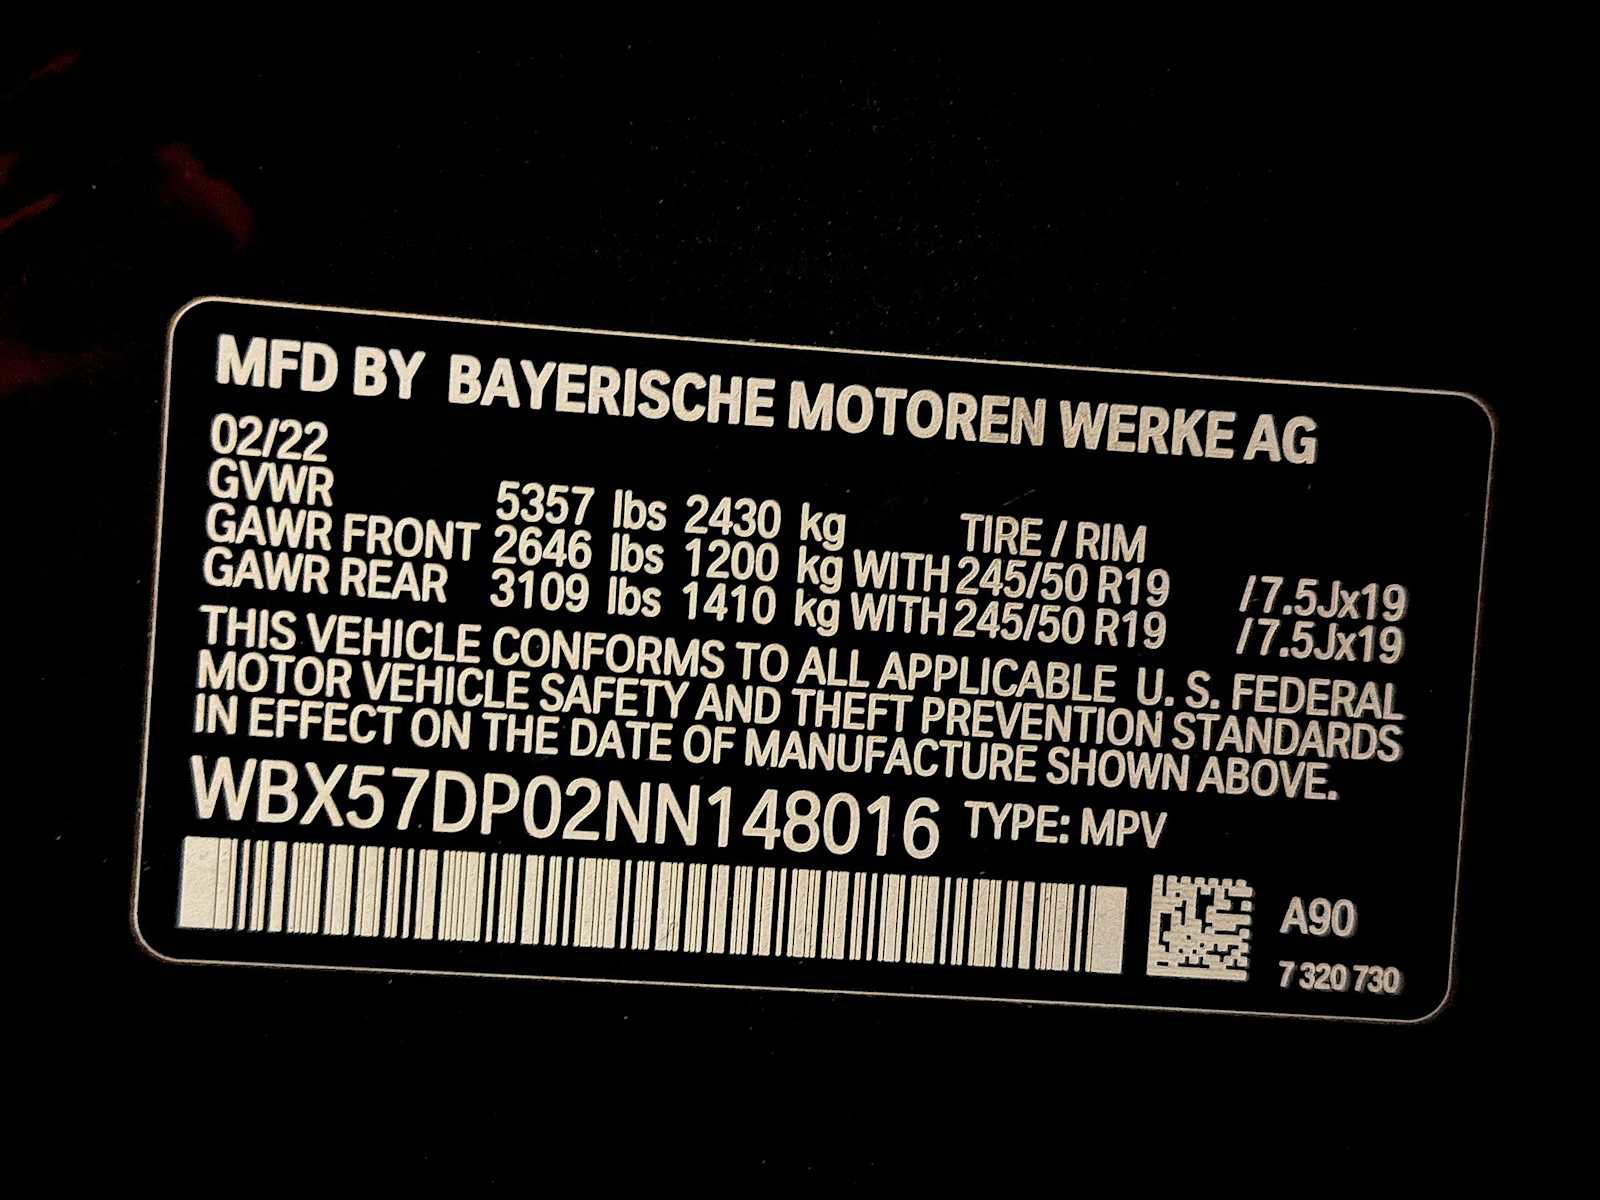 MFD BY BAYERISCHE MOTOREN WERKE AG
02/22
GVWR 5357 lbs 2430 kg TIRE / RIM
GAWR FRONT 2646 lbs 1200 kg WITH 245/50 R19 /7.5Jx19
GAWR REAR 3109 lbs 1410 kg WITH 245/50 R19 /7.5Jx19
THIS VEHICLE CONFORMS TO ALL APPLICABLE U. S. FEDERAL
MOTOR VEHICLE SAFETY AND THEFT PREVENTION STANDARDS
IN EFFECT ON THE DATE OF MANUFACTURE SHOWN ABOVE.
WBX57DP02NN148016 TYPE: MPV
A90
7 320 730